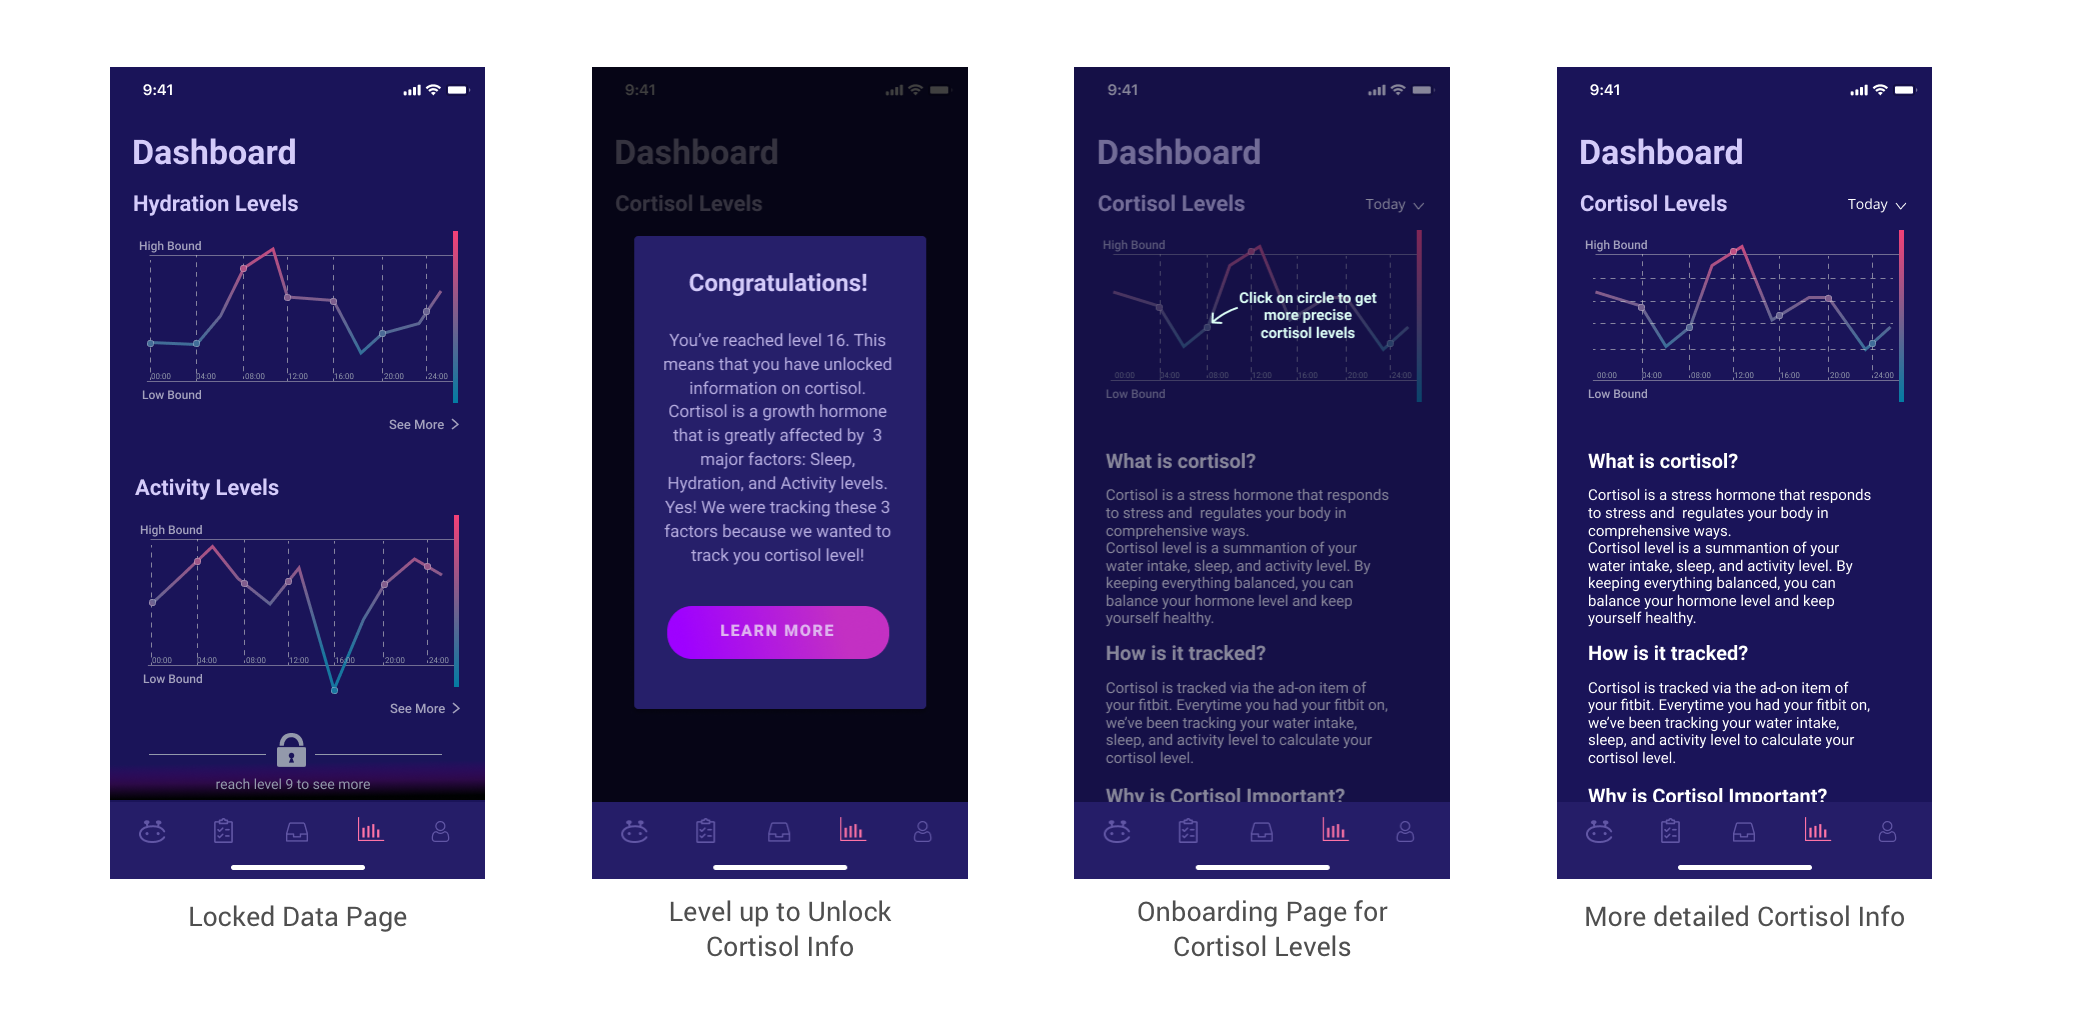 9:41
Dashboard
Hydration Levels
High Bound
00:00 04:00 08:00 12:00 16:00 20:00 24:00
Low Bound
See More
Activity Levels
High Bound
00:00 04:00 08:00 12:00 16:00 20:00 24:00
Low Bound
See More
reach level 9 to see more
Locked Data Page
9:41
Dashboard
Cortisol Levels
Congratulations!
You've reached level 16. This
means that you have unlocked
information on cortisol.
Cortisol is a growth hormone
that is greatly affected by 3
major factors: Sleep,
Hydration, and Activity levels.
Yes! We were tracking these 3
factors because we wanted to
track you cortisol level!
LEARN MORE
Level up to Unlock
Cortisol Info
9:41
Dashboard
Cortisol Levels
Today
High Bound
Click on circle to get
more precise
cortisol levels
00:00 04:00 08:00 12:00 16:00 20:00 24:00
Low Bound
What is cortisol?
Cortisol is a stress hormone that responds
to stress and regulates your body in
comprehensive ways.
Cortisol level is a summantion of your
water intake, sleep, and activity level. By
keeping everything balanced, you can
balance your hormone level and keep
yourself healthy.
How is it tracked?
Cortisol is tracked via the ad-on item of
your fitbit. Everytime you had your fitbit on,
we've been tracking your water intake,
sleep, and activity level to calculate your
cortisol level.
Why is Cortisol Important?
Onboarding Page for
Cortisol Levels
9:41
Dashboard
Cortisol Levels
Today
High Bound
00:00 04:00 08:00 12:00 16:00 20:00 24:00
Low Bound
What is cortisol?
Cortisol is a stress hormone that responds
to stress and regulates your body in
comprehensive ways.
Cortisol level is a summantion of your
water intake, sleep, and activity level. By
keeping everything balanced, you can
balance your hormone level and keep
yourself healthy.
How is it tracked?
Cortisol is tracked via the ad-on item of
your fitbit. Everytime you had your fitbit on,
we've been tracking your water intake,
sleep, and activity level to calculate your
cortisol level.
Why is Cortisol Important?
More detailed Cortisol Info